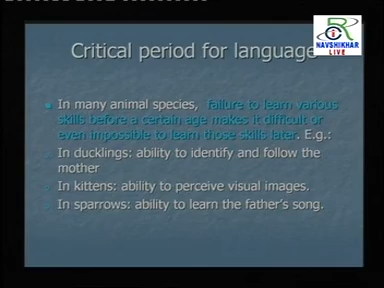 NAVSHIKHAR
LIVE
Critical period for language
In many animal species, failure to learn various
skills before a certain age makes it difficult or
even impossible to learn those skills later. E.g.:
In ducklings: ability to identify and follow the
mother
In kittens: ability to perceive visual images.
In sparrows: ability to learn the father's song.